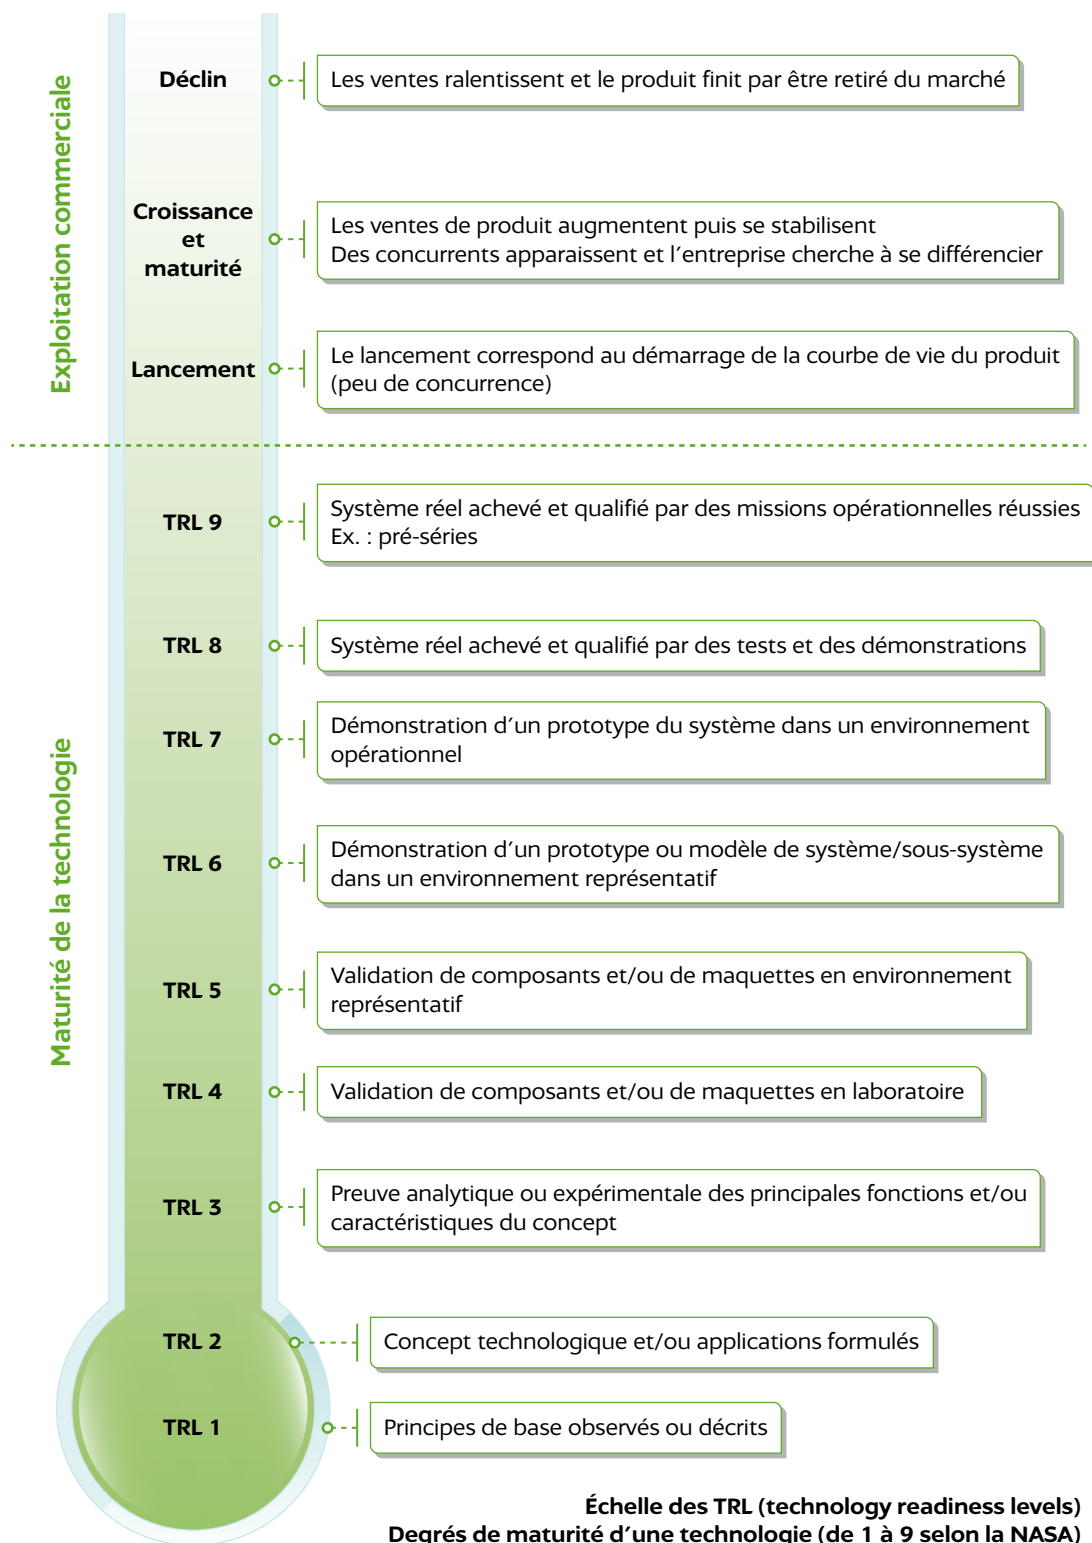 Exploitation commerciale
Déclin
Les ventes ralentissent et le produit finit par être retiré du marché
Croissance
et
maturité
Les ventes de produit augmentent puis se stabilisent
Des concurrents apparaissent et l’entreprise cherche à se différencier
Lancement
Le lancement correspond au démarrage de la courbe de vie du produit
(peu de concurrence)
Maturité de la technologie
TRL 9
Système réel achevé et qualifié par des missions opérationnelles réussies
Ex. : pré-séries
TRL 8
Système réel achevé et qualifié par des tests et des démonstrations
TRL 7
Démonstration d’un prototype du système dans un environnement
opérationnel
TRL 6
Démonstration d’un prototype ou modèle de système/sous-système
dans un environnement représentatif
TRL 5
Validation de composants et/ou de maquettes en environnement
représentatif
TRL 4
Validation de composants et/ou de maquettes en laboratoire
TRL 3
Preuve analytique ou expérimentale des principales fonctions et/ou
caractéristiques du concept
TRL 2
Concept technologique et/ou applications formulés
TRL 1
Principes de base observés ou décrits
Échelle des TRL (technology readiness levels)
Degrés de maturité d’une technologie (de 1 à 9 selon la NASA)